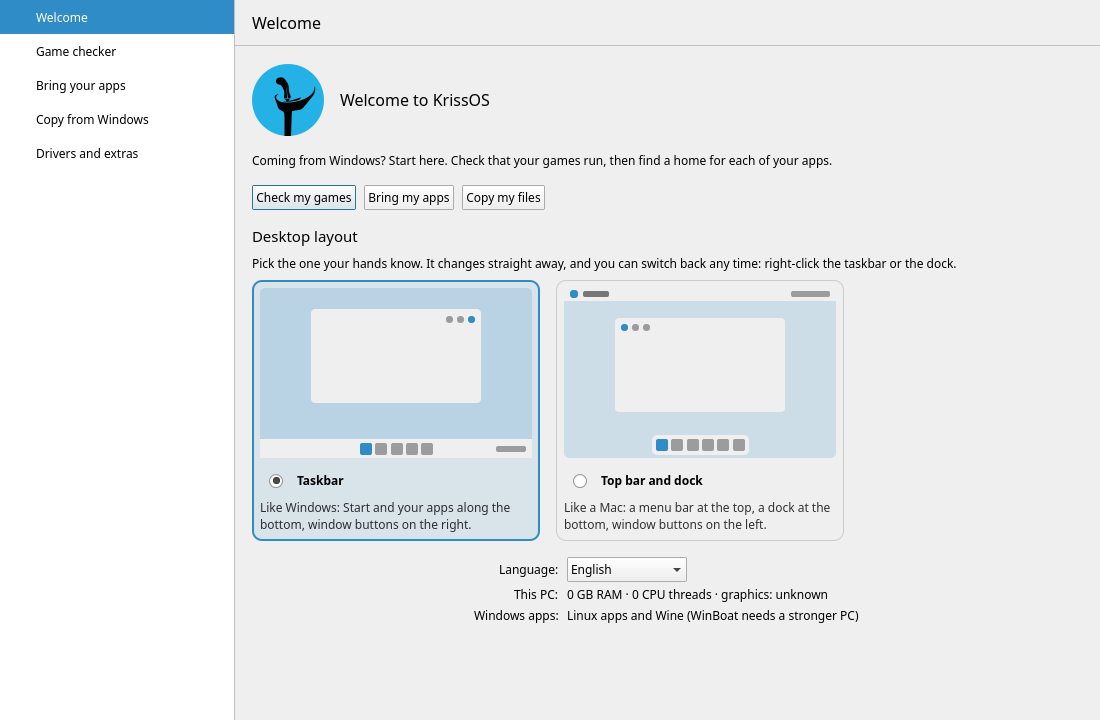 Welcome
Game checker
Bring your apps
Copy from Windows
Drivers and extras
Welcome
Welcome to KrissOS
Coming from Windows? Start here. Check that your games run, then find a home for each of your apps.
Check my games
Bring my apps
Copy my files
Desktop layout
Pick the one your hands know. It changes straight away, and you can switch back any time: right-click the taskbar or the dock.
Taskbar
Like Windows: Start and your apps along the
bottom, window buttons on the right.
Top bar and dock
Like a Mac: a menu bar at the top, a dock at the
bottom, window buttons on the left.
Language: English
This PC: 0 GB RAM · 0 CPU threads · graphics: unknown
Windows apps: Linux apps and Wine (WinBoat needs a stronger PC)